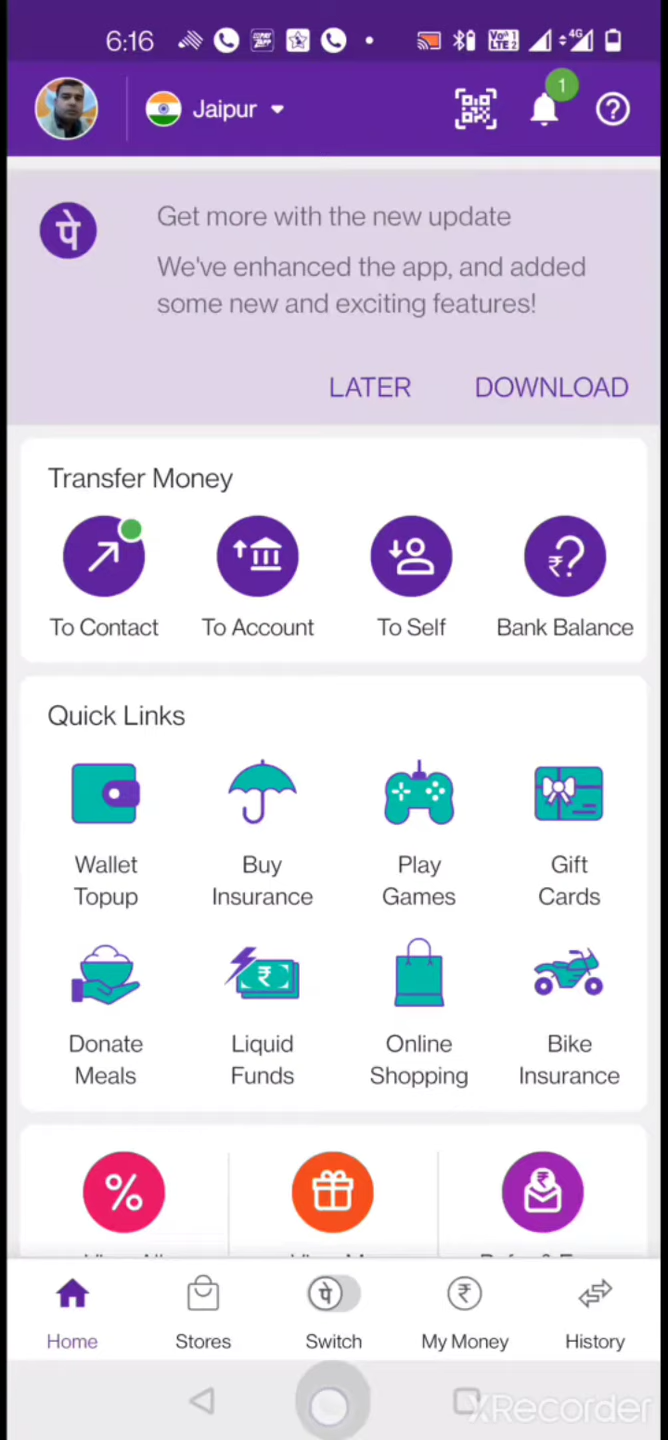 6:16
4G
Jaipur
1
पे
Get more with the new update
We've enhanced the app, and added
some new and exciting features!
LATER DOWNLOAD
Transfer Money
To Contact To Account To Self Bank Balance
Quick Links
Wallet Buy Play Gift
Topup Insurance Games Cards
Donate Liquid Online Bike
Meals Funds Shopping Insurance
पे
Home Stores Switch My Money History
XRecorder